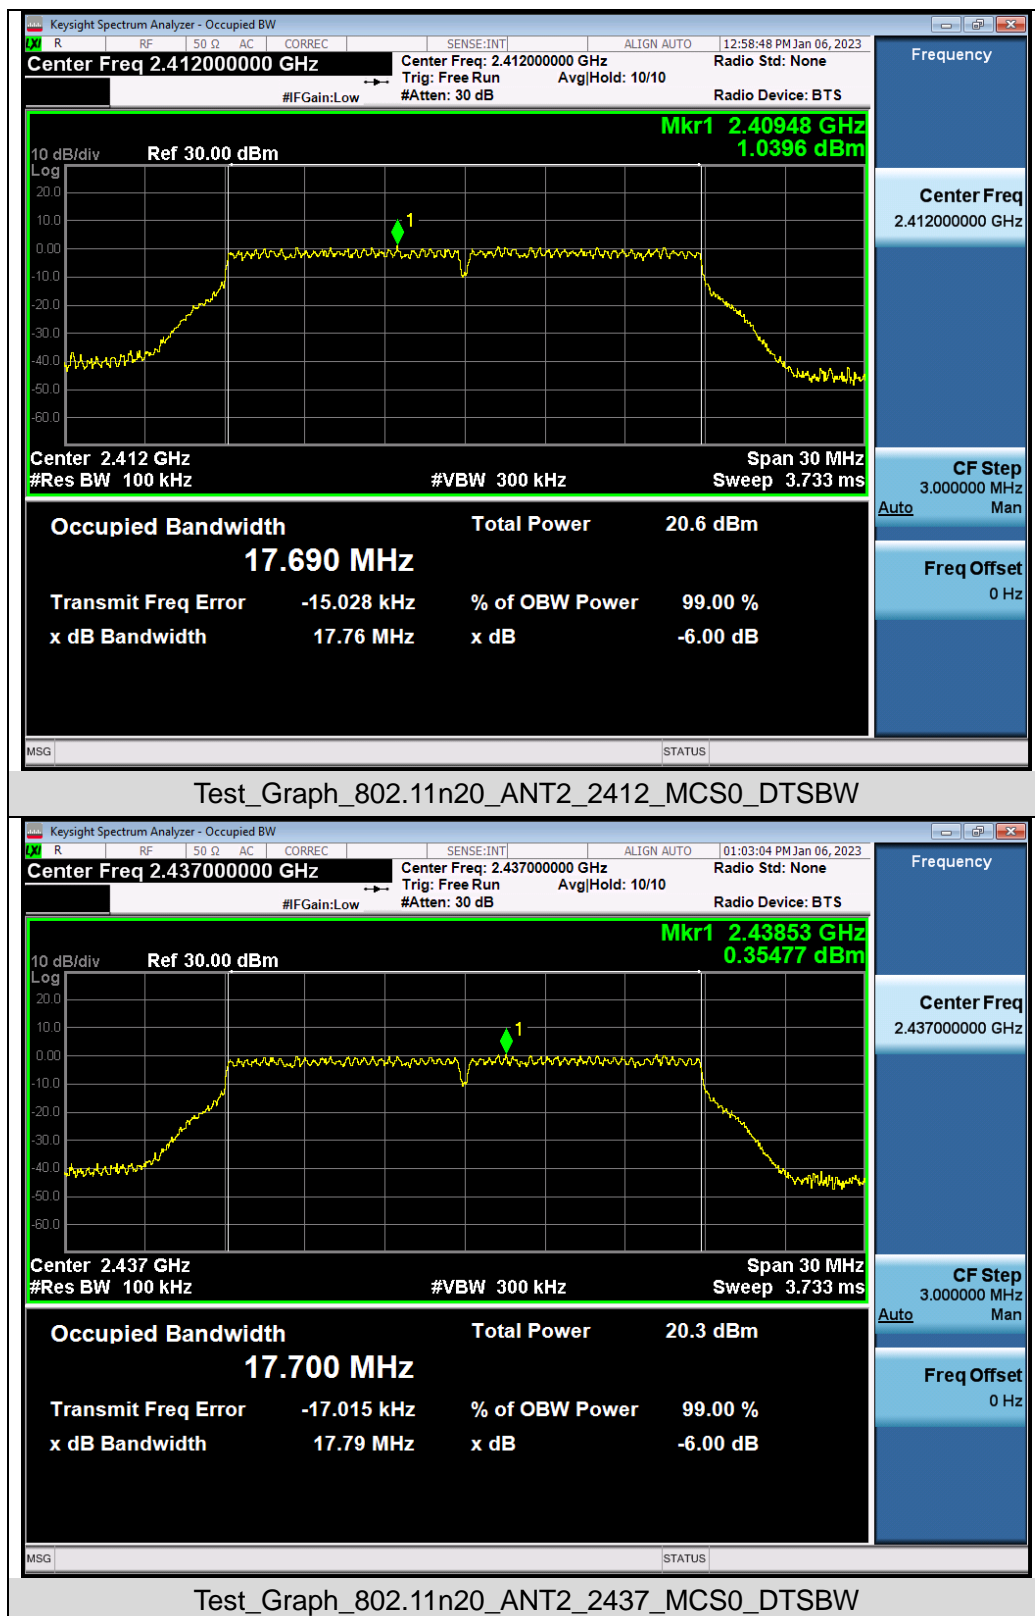 Keysight Spectrum Analyzer - Occupied BW
LXI R RF 50 Ω AC CORREC SENSE:INT ALIGN AUTO 12:58:48 PM Jan 06, 2023
Center Freq 2.412000000 GHz
Center Freq: 2.412000000 GHz Radio Std: None
Trig: Free Run Avg|Hold: 10/10
#IFGain:Low #Atten: 30 dB Radio Device: BTS
Frequency
Mkr1 2.40948 GHz
1.0396 dBm
10 dB/div Ref 30.00 dBm
Log
20.0
10.0
0.00
-10.0
-20.0
-30.0
-40.0
-50.0
-60.0
1
Center 2.412 GHz Span 30 MHz
#Res BW 100 kHz #VBW 300 kHz Sweep 3.733 ms
Center Freq
2.412000000 GHz
CF Step
3.000000 MHz
Auto Man
Freq Offset
0 Hz
Occupied Bandwidth Total Power 20.6 dBm
17.690 MHz
Transmit Freq Error -15.028 kHz % of OBW Power 99.00 %
x dB Bandwidth 17.76 MHz x dB -6.00 dB
MSG STATUS
Test_Graph_802.11n20_ANT2_2412_MCS0_DTSBW
Keysight Spectrum Analyzer - Occupied BW
LXI R RF 50 Ω AC CORREC SENSE:INT ALIGN AUTO 01:03:04 PM Jan 06, 2023
Center Freq 2.437000000 GHz
Center Freq: 2.437000000 GHz Radio Std: None
Trig: Free Run Avg|Hold: 10/10
#IFGain:Low #Atten: 30 dB Radio Device: BTS
Frequency
Mkr1 2.43853 GHz
0.35477 dBm
10 dB/div Ref 30.00 dBm
Log
20.0
10.0
0.00
-10.0
-20.0
-30.0
-40.0
-50.0
-60.0
1
Center 2.437 GHz Span 30 MHz
#Res BW 100 kHz #VBW 300 kHz Sweep 3.733 ms
Center Freq
2.437000000 GHz
CF Step
3.000000 MHz
Auto Man
Freq Offset
0 Hz
Occupied Bandwidth Total Power 20.3 dBm
17.700 MHz
Transmit Freq Error -17.015 kHz % of OBW Power 99.00 %
x dB Bandwidth 17.79 MHz x dB -6.00 dB
MSG STATUS
Test_Graph_802.11n20_ANT2_2437_MCS0_DTSBW